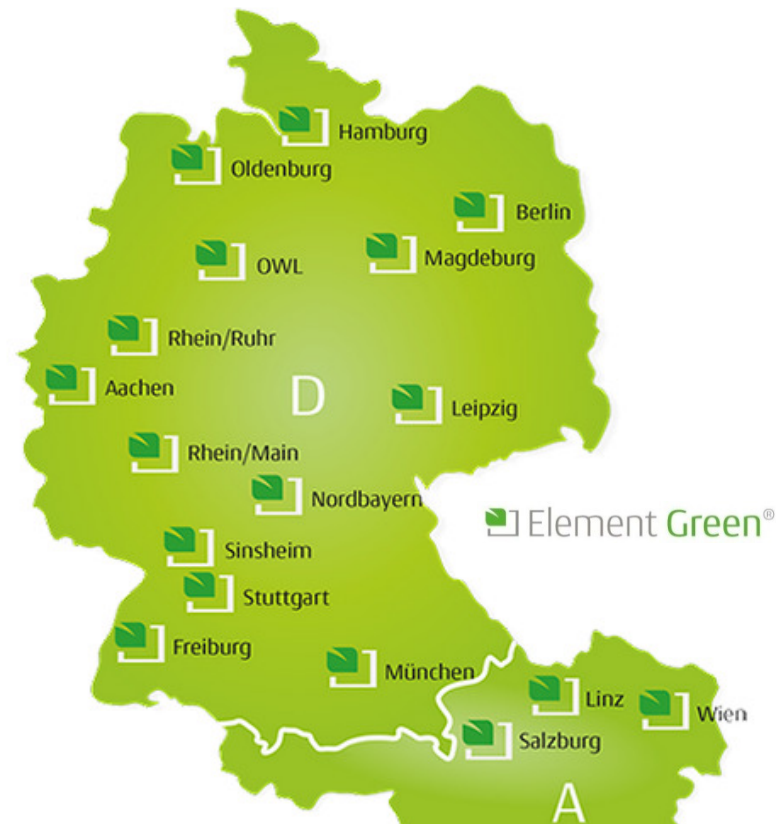 Hamburg
Oldenburg
Berlin
Magdeburg
OWL
Rhein/Ruhr
Aachen
D
Leipzig
Rhein/Main
Nordbayern
Element Green®
Sinsheim
Stuttgart
Freiburg
München
Linz
Wien
Salzburg
A